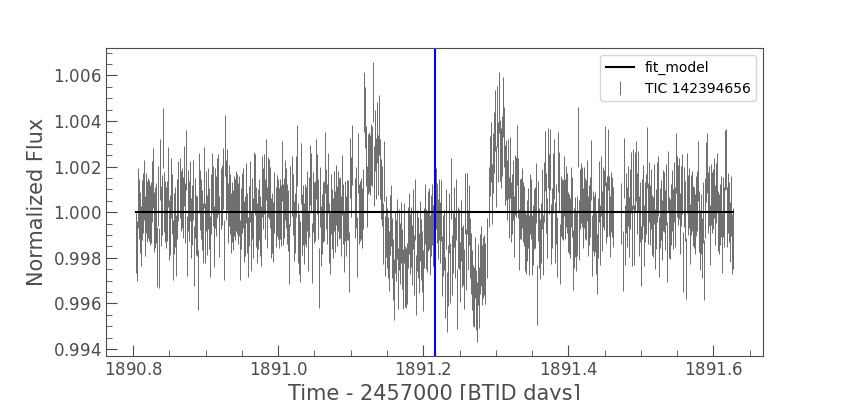 1.006
1.004
1.002
1.000
0.998
0.996
0.994
Normalized Flux
fit_model
TIC 142394656
1890.8 1891.0 1891.2 1891.4 1891.6
Time - 2457000 [BTJD days]